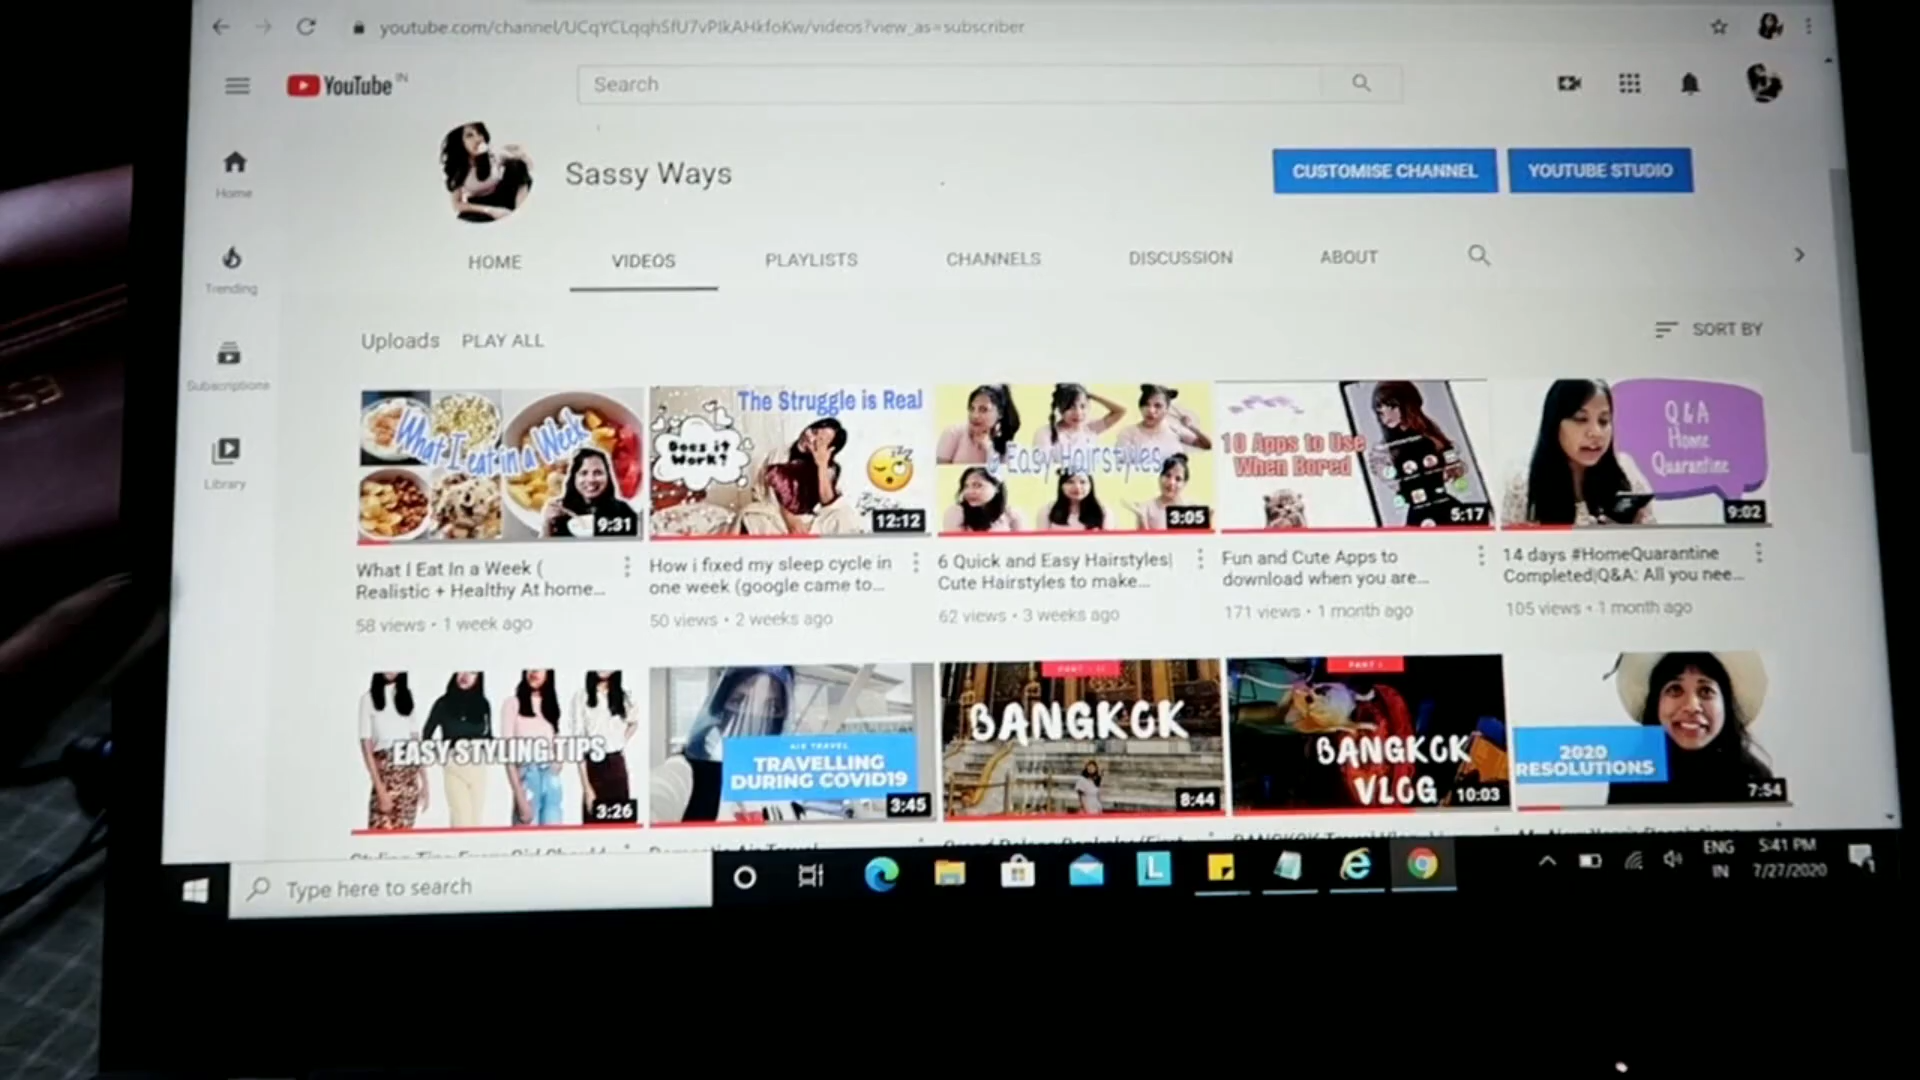 youtube.com/channel/UCqYCLqqhSfU7vPlkAHkfoKw/videos?view_as=subscriber
YouTube IN
Search
Home
Trending
Subscriptions
Library
Sassy Ways
CUSTOMISE CHANNEL
YOUTUBE STUDIO
HOME VIDEOS PLAYLISTS CHANNELS DISCUSSION ABOUT
Uploads PLAY ALL
SORT BY
What I eat in a Week
9:31
The Struggle is Real
Does it
Work?
12:12
6 Easy Hairstyles
3:05
10 Apps to Use
When Bored
5:17
Q&A
Home
Quarantine
9:02
What I Eat In a Week (
Realistic + Healthy At home...
58 views • 1 week ago
How i fixed my sleep cycle in
one week (google came to...
50 views • 2 weeks ago
6 Quick and Easy Hairstyles|
Cute Hairstyles to make...
62 views • 3 weeks ago
Fun and Cute Apps to
download when you are...
171 views • 1 month ago
14 days #HomeQuarantine
Completed|Q&A: All you nee...
105 views • 1 month ago
EASY STYLING TIPS
3:26
AIR TRAVEL
TRAVELLING
DURING COVID19
3:45
BANGKOK
8:44
PART I
BANGKOK
VLOG
10:03
2020
RESOLUTIONS
7:54
Type here to search
ENG
IN
5:41 PM
7/27/2020